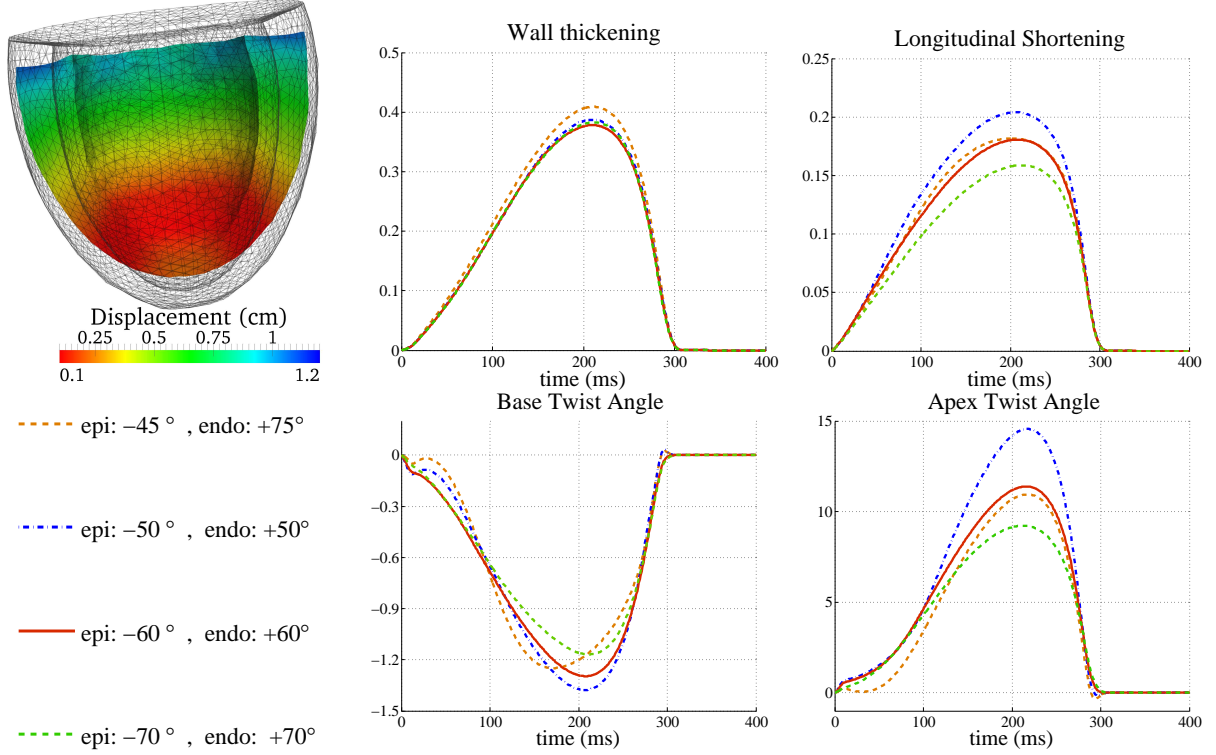 Wall thickening
0.5
0.4
0.3
0.2
0.1
0
0 100 200 300 400
time (ms)
Longitudinal Shortening
0.25
0.2
0.15
0.1
0.05
0
0 100 200 300 400
time (ms)
Displacement (cm)
0.25 0.5 0.75 1
0.1 1.2
epi: −45 ° , endo: +75°
epi: −50 ° , endo: +50°
epi: −60 ° , endo: +60°
epi: −70 ° , endo: +70°
Base Twist Angle
0
−0.3
−0.6
−0.9
−1.2
−1.5
0 100 200 300 400
time (ms)
Apex Twist Angle
15
10
5
0
0 100 200 300 400
time (ms)